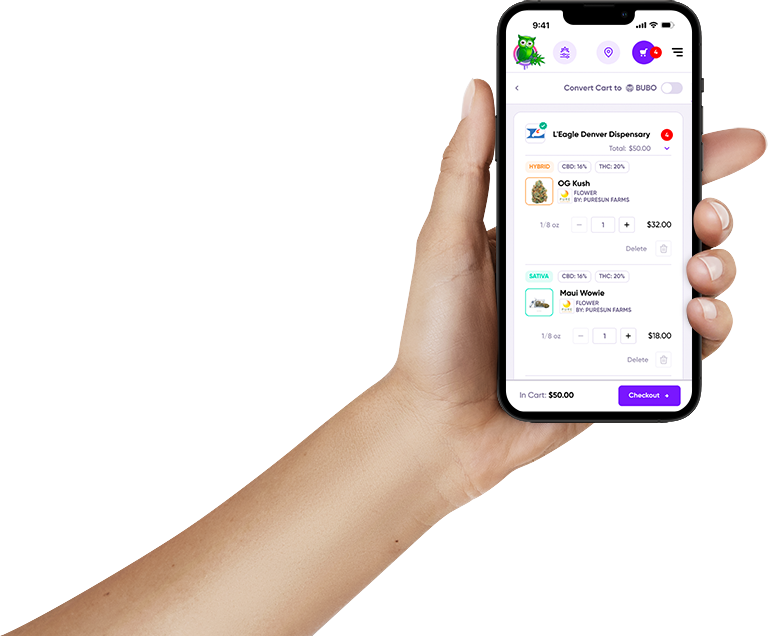 9:41
4
Convert Cart to BUBO
L'Eagle Denver Dispensary 4
Total: $50.00
HYBRID CBD: 16% THC: 20%
OG Kush
FLOWER
BY: PURESUN FARMS
1/8 oz − 1 + $32.00
Delete
SATIVA CBD: 16% THC: 20%
Maui Wowie
FLOWER
BY: PURESUN FARMS
1/8 oz − 1 + $18.00
Delete
In Cart: $50.00 Checkout